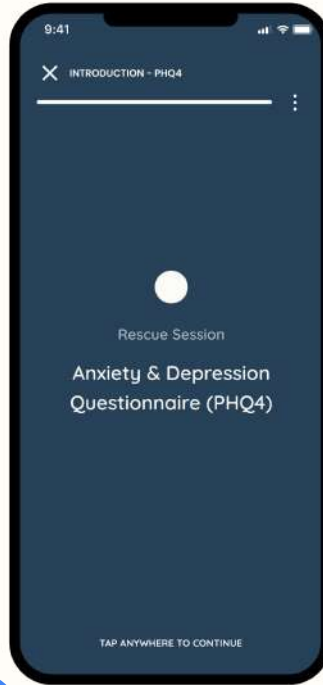 9:41
INTRODUCTION - PHQ4
Rescue Session
Anxiety & Depression
Questionnaire (PHQ4)
TAP ANYWHERE TO CONTINUE